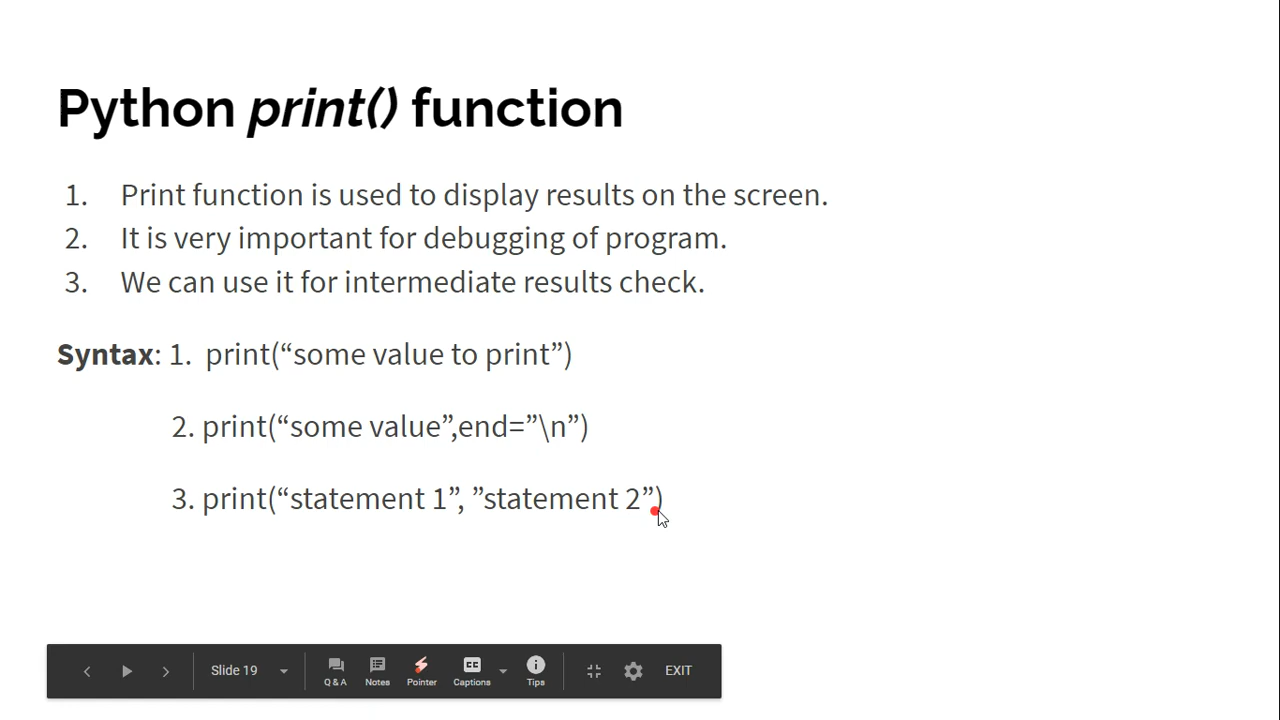 Python print() function
1. Print function is used to display results on the screen.
2. It is very important for debugging of program.
3. We can use it for intermediate results check.
Syntax: 1. print(“some value to print”)
2. print(“some value”,end=”\n”)
3. print(“statement 1”, ”statement 2”)
Slide 19 Q & A Notes Pointer CC Captions Tips EXIT